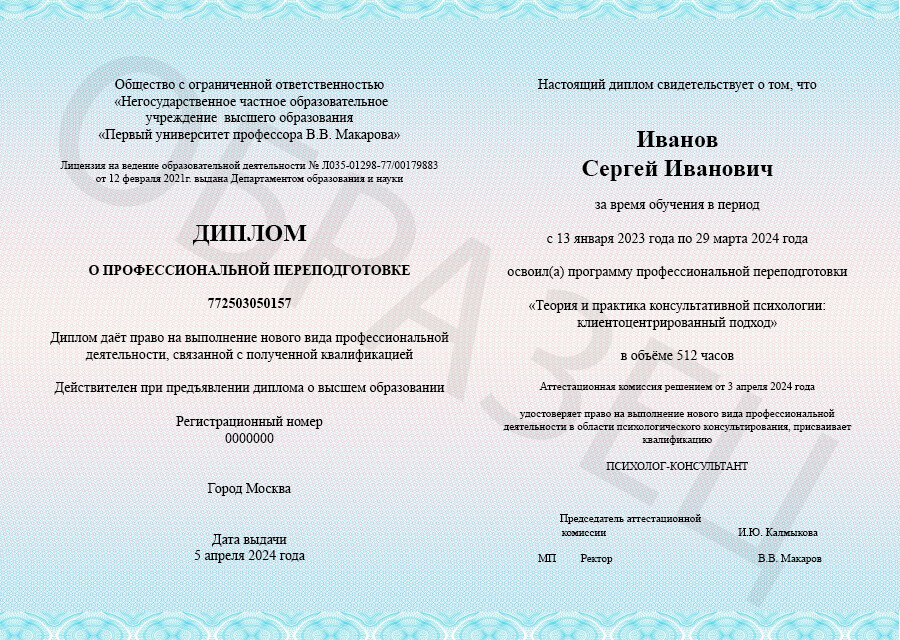 Общество с ограниченной ответственностью
«Негосударственное частное образовательное
учреждение высшего образования
«Первый университет профессора В.В. Макарова»
Лицензия на ведение образовательной деятельности № Л035-01298-77/00179883
от 12 февраля 2021г. выдана Департаментом образования и науки
ДИПЛОМ
О ПРОФЕССИОНАЛЬНОЙ ПЕРЕПОДГОТОВКЕ
772503050157
Диплом даёт право на выполнение нового вида профессиональной
деятельности, связанной с полученной квалификацией
Действителен при предъявлении диплома о высшем образовании
Регистрационный номер
0000000
Город Москва
Дата выдачи
5 апреля 2024 года
Настоящий диплом свидетельствует о том, что
Иванов
Сергей Иванович
за время обучения в период
с 13 января 2023 года по 29 марта 2024 года
освоил(а) программу профессиональной переподготовки
«Теория и практика консультативной психологии:
клиентоцентрированный подход»
в объёме 512 часов
Аттестационная комиссия решением от 3 апреля 2024 года
удостоверяет право на выполнение нового вида профессиональной
деятельности в области психологического консультирования, присваивает
квалификацию
ПСИХОЛОГ-КОНСУЛЬТАНТ
Председатель аттестационной
комиссии И.Ю. Калмыкова
МП Ректор В.В. Макаров
ОБРАЗЕЦ